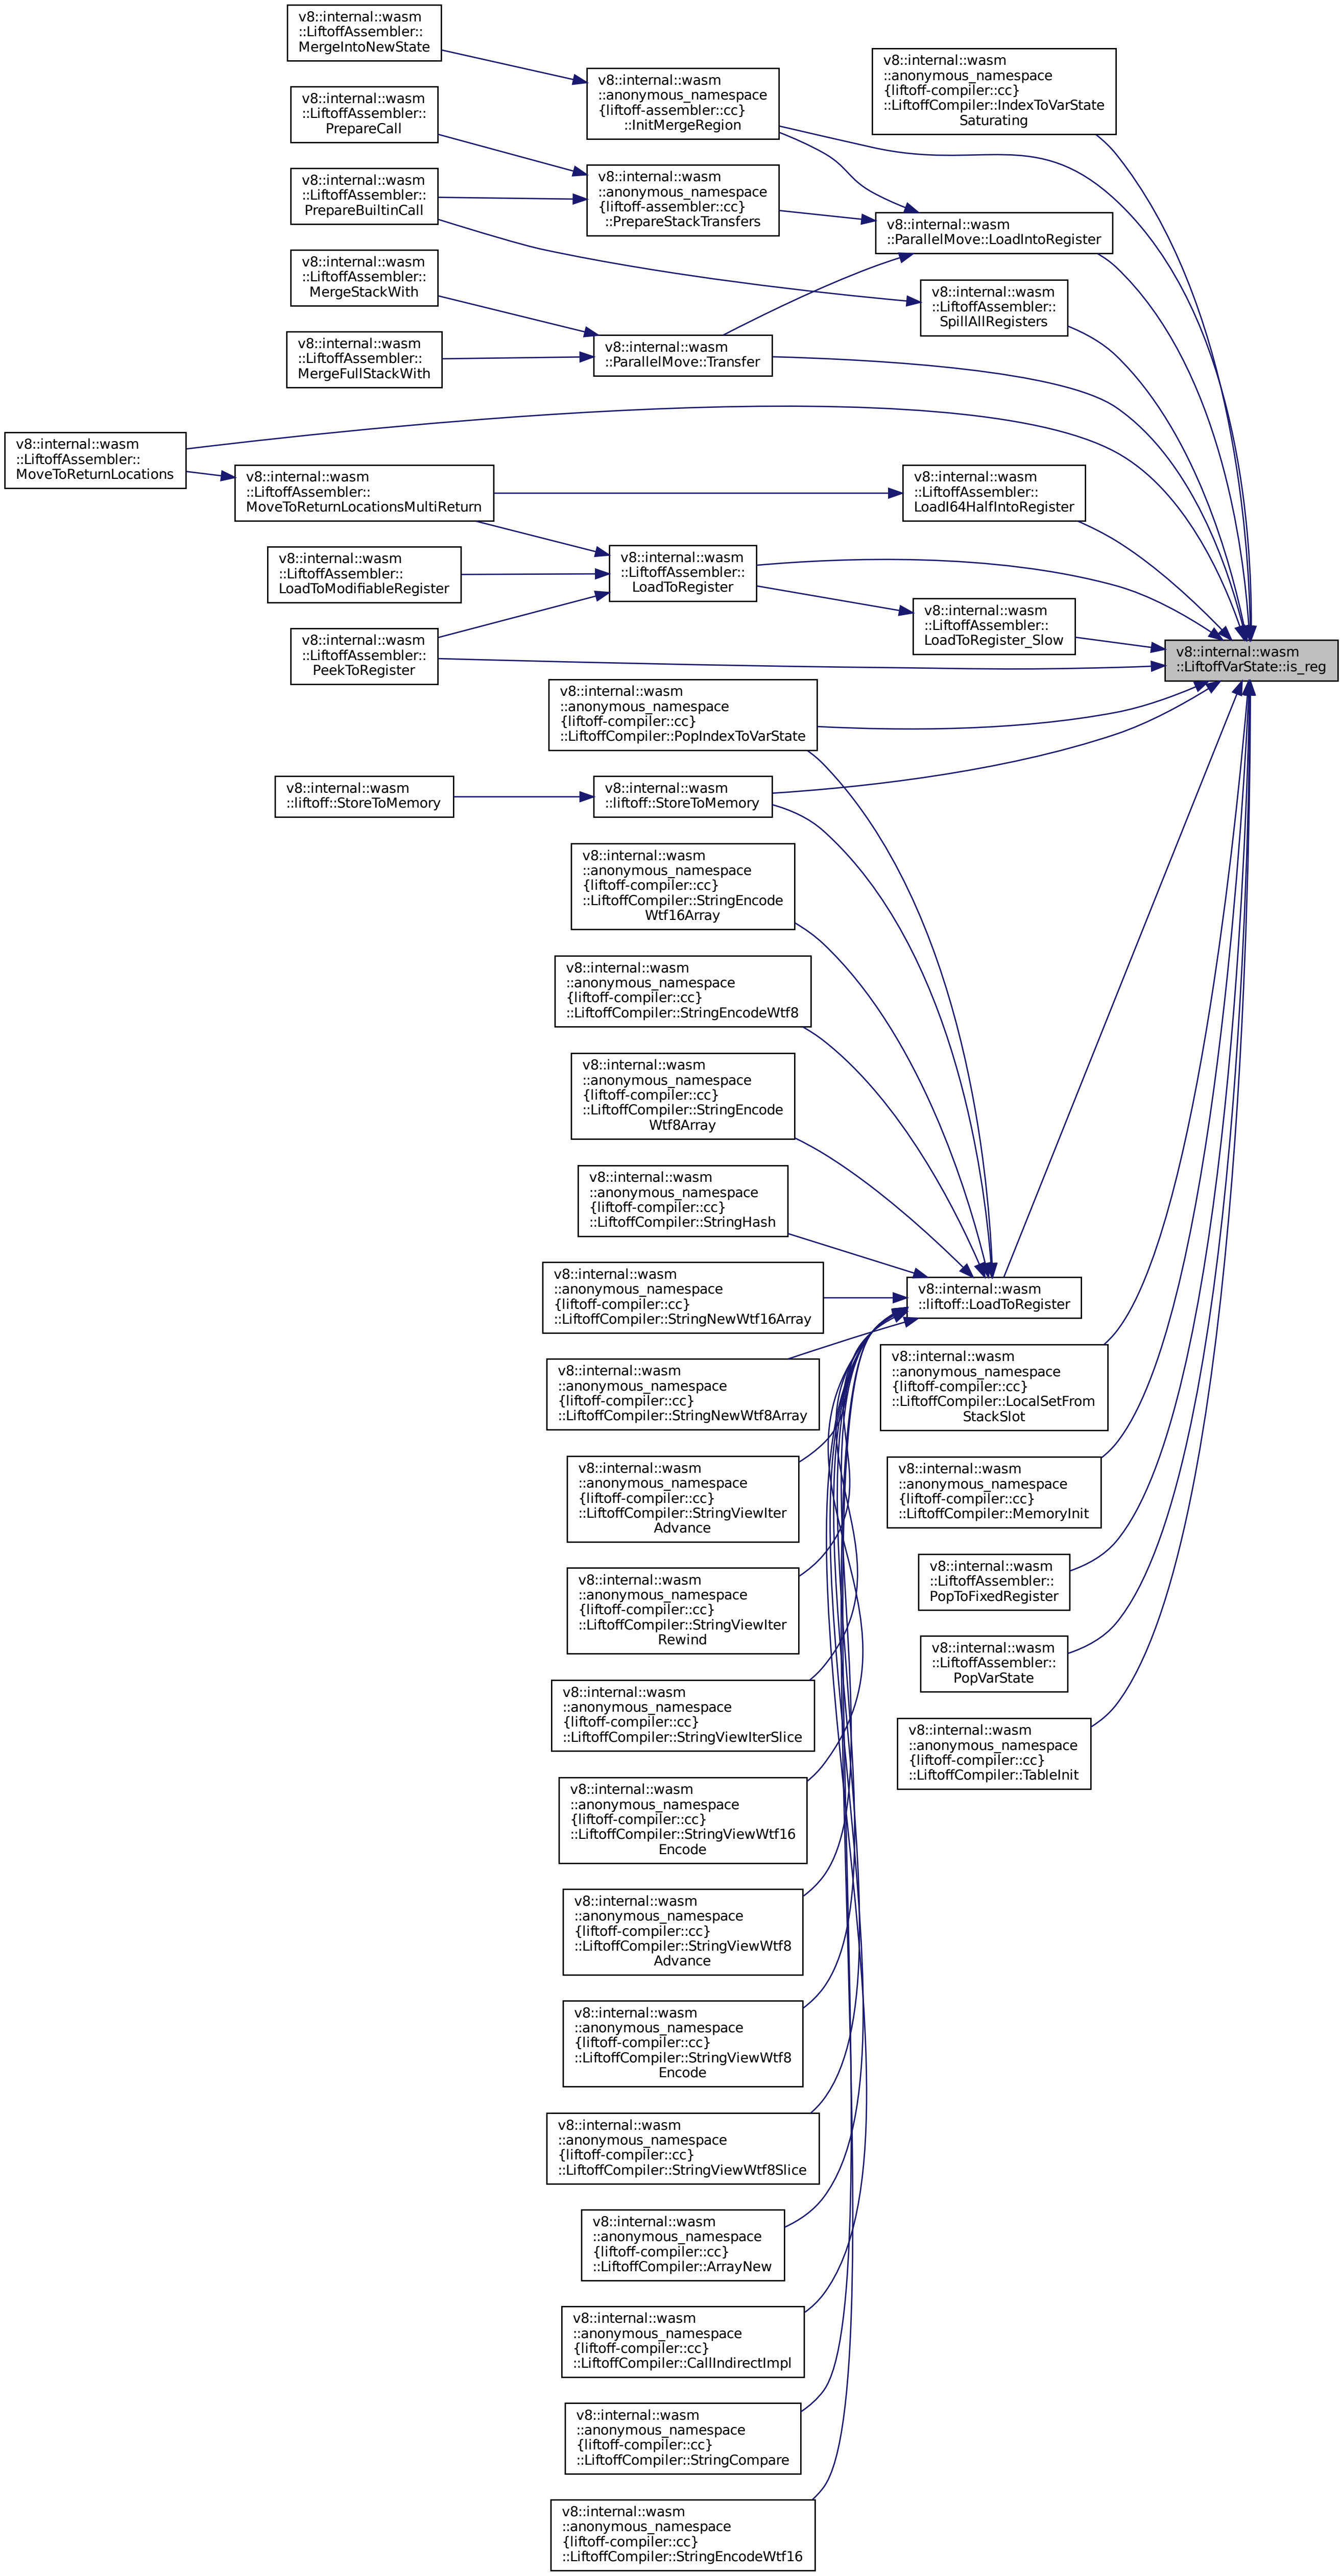 v8::internal::wasm
::LiftoffAssembler::
MergeIntoNewState
v8::internal::wasm
::LiftoffAssembler::
PrepareCall
v8::internal::wasm
::LiftoffAssembler::
PrepareBuiltinCall
v8::internal::wasm
::LiftoffAssembler::
MergeStackWith
v8::internal::wasm
::LiftoffAssembler::
MergeFullStackWith
v8::internal::wasm
::anonymous_namespace
{liftoff-assembler::cc}
::InitMergeRegion
v8::internal::wasm
::anonymous_namespace
{liftoff-assembler::cc}
::PrepareStackTransfers
v8::internal::wasm
::ParallelMove::Transfer
v8::internal::wasm
::anonymous_namespace
{liftoff-compiler::cc}
::LiftoffCompiler::IndexToVarState
Saturating
v8::internal::wasm
::ParallelMove::LoadIntoRegister
v8::internal::wasm
::LiftoffAssembler::
SpillAllRegisters
v8::internal::wasm
::LiftoffAssembler::
MoveToReturnLocations
v8::internal::wasm
::LiftoffAssembler::
MoveToReturnLocationsMultiReturn
v8::internal::wasm
::LiftoffAssembler::
LoadI64HalfIntoRegister
v8::internal::wasm
::LiftoffAssembler::
LoadToModifiableRegister
v8::internal::wasm
::LiftoffAssembler::
LoadToRegister
v8::internal::wasm
::LiftoffAssembler::
LoadToRegister_Slow
v8::internal::wasm
::LiftoffAssembler::
PeekToRegister
v8::internal::wasm
::LiftoffVarState::is_reg
v8::internal::wasm
::anonymous_namespace
{liftoff-compiler::cc}
::LiftoffCompiler::PopIndexToVarState
v8::internal::wasm
::liftoff::StoreToMemory
v8::internal::wasm
::liftoff::StoreToMemory
v8::internal::wasm
::anonymous_namespace
{liftoff-compiler::cc}
::LiftoffCompiler::StringEncode
Wtf16Array
v8::internal::wasm
::anonymous_namespace
{liftoff-compiler::cc}
::LiftoffCompiler::StringEncodeWtf8
v8::internal::wasm
::anonymous_namespace
{liftoff-compiler::cc}
::LiftoffCompiler::StringEncode
Wtf8Array
v8::internal::wasm
::anonymous_namespace
{liftoff-compiler::cc}
::LiftoffCompiler::StringHash
v8::internal::wasm
::anonymous_namespace
{liftoff-compiler::cc}
::LiftoffCompiler::StringNewWtf16Array
v8::internal::wasm
::liftoff::LoadToRegister
v8::internal::wasm
::anonymous_namespace
{liftoff-compiler::cc}
::LiftoffCompiler::StringNewWtf8Array
v8::internal::wasm
::anonymous_namespace
{liftoff-compiler::cc}
::LiftoffCompiler::LocalSetFrom
StackSlot
v8::internal::wasm
::anonymous_namespace
{liftoff-compiler::cc}
::LiftoffCompiler::StringViewIter
Advance
v8::internal::wasm
::anonymous_namespace
{liftoff-compiler::cc}
::LiftoffCompiler::MemoryInit
v8::internal::wasm
::anonymous_namespace
{liftoff-compiler::cc}
::LiftoffCompiler::StringViewIter
Rewind
v8::internal::wasm
::LiftoffAssembler::
PopToFixedRegister
v8::internal::wasm
::LiftoffAssembler::
PopVarState
v8::internal::wasm
::anonymous_namespace
{liftoff-compiler::cc}
::LiftoffCompiler::StringViewIterSlice
v8::internal::wasm
::anonymous_namespace
{liftoff-compiler::cc}
::LiftoffCompiler::TableInit
v8::internal::wasm
::anonymous_namespace
{liftoff-compiler::cc}
::LiftoffCompiler::StringViewWtf16
Encode
v8::internal::wasm
::anonymous_namespace
{liftoff-compiler::cc}
::LiftoffCompiler::StringViewWtf8
Advance
v8::internal::wasm
::anonymous_namespace
{liftoff-compiler::cc}
::LiftoffCompiler::StringViewWtf8
Encode
v8::internal::wasm
::anonymous_namespace
{liftoff-compiler::cc}
::LiftoffCompiler::StringViewWtf8Slice
v8::internal::wasm
::anonymous_namespace
{liftoff-compiler::cc}
::LiftoffCompiler::ArrayNew
v8::internal::wasm
::anonymous_namespace
{liftoff-compiler::cc}
::LiftoffCompiler::CallIndirectImpl
v8::internal::wasm
::anonymous_namespace
{liftoff-compiler::cc}
::LiftoffCompiler::StringCompare
v8::internal::wasm
::anonymous_namespace
{liftoff-compiler::cc}
::LiftoffCompiler::StringEncodeWtf16